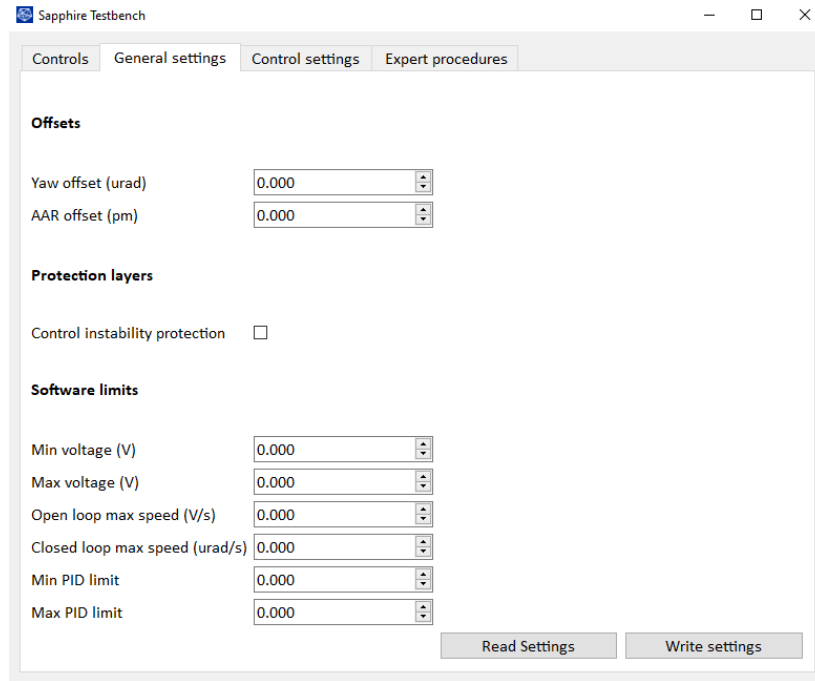 Sapphire Testbench
Controls General settings Control settings Expert procedures
Offsets
Yaw offset (urad) 0.000
AAR offset (pm) 0.000
Protection layers
Control instability protection
Software limits
Min voltage (V) 0.000
Max voltage (V) 0.000
Open loop max speed (V/s) 0.000
Closed loop max speed (urad/s) 0.000
Min PID limit 0.000
Max PID limit 0.000
Read Settings Write settings